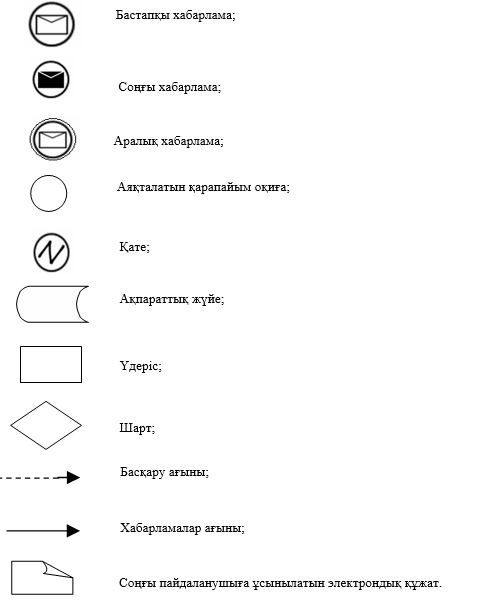 Бастапқы хабарлама;
Соңғы хабарлама;
Аралық хабарлама;
Аяқталатын қарапайым оқиға;
Қате;
Ақпараттық жүйе;
Үдеріс;
Шарт;
Басқару ағыны;
Хабарламалар ағыны;
Соңғы пайдаланушыға ұсынылатын электрондық құжат.